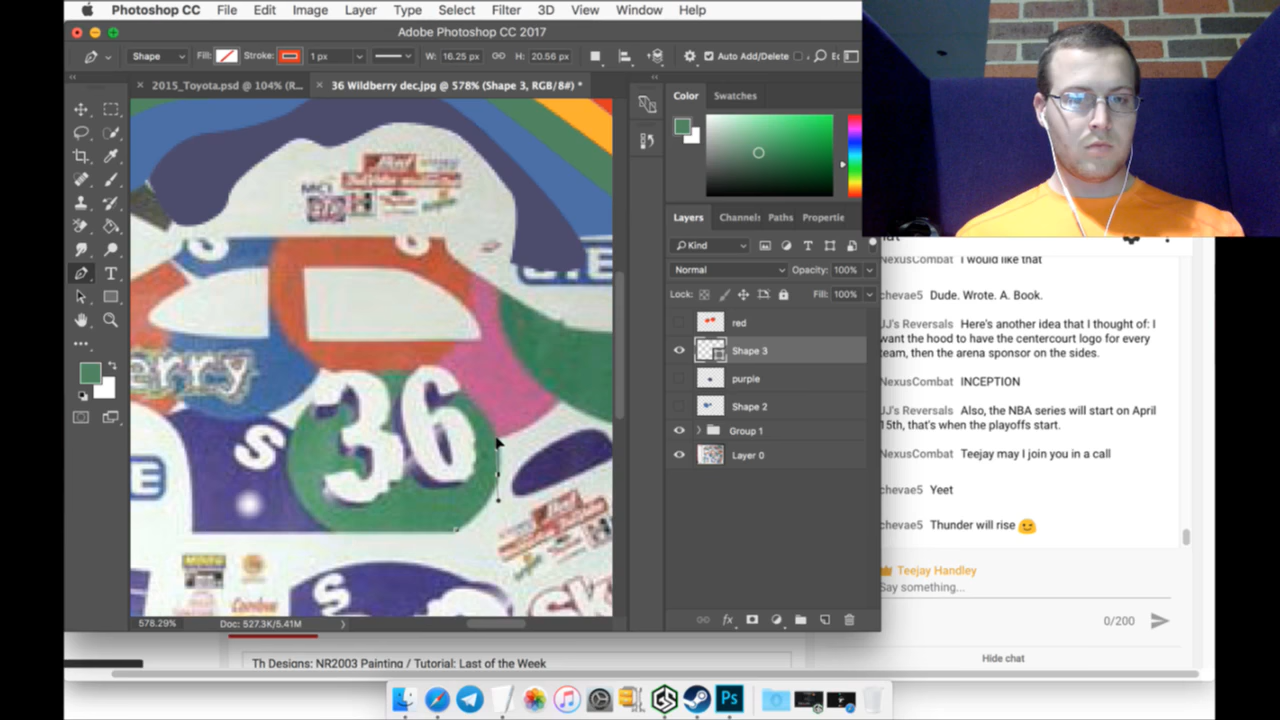 Photoshop CC File Edit Image Layer Type Select Filter 3D View Window Help
Adobe Photoshop CC 2017
Shape Fill: Stroke: 1 px W: 16.25 px H: 20.56 px Auto Add/Delete
2015_Toyota.psd @ 104% (R... 36 Wildberry dec.jpg @ 578% (Shape 3, RGB/8#) *
Color Swatches
Layers Channel: Paths Propertie
Kind
Normal Opacity: 100%
Lock: Fill: 100%
red
Shape 3
purple
Shape 2
Group 1
Layer 0
MCI
erry
36
S
S
578.29% Doc: 527.3K/5.41M
NexusCombat I would like that
chevae5 Dude. Wrote. A. Book.
JJ's Reversals Here's another idea that I thought of: I
want the hood to have the centercourt logo for every
team, then the arena sponsor on the sides.
NexusCombat INCEPTION
JJ's Reversals Also, the NBA series will start on April
15th, that's when the playoffs start.
NexusCombat Teejay may I join you in a call
chevae5 Yeet
chevae5 Thunder will rise 😉
Teejay Handley
Say something...
0/200
Hide chat
Th Designs: NR2003 Painting / Tutorial: Last of the Week
Ps